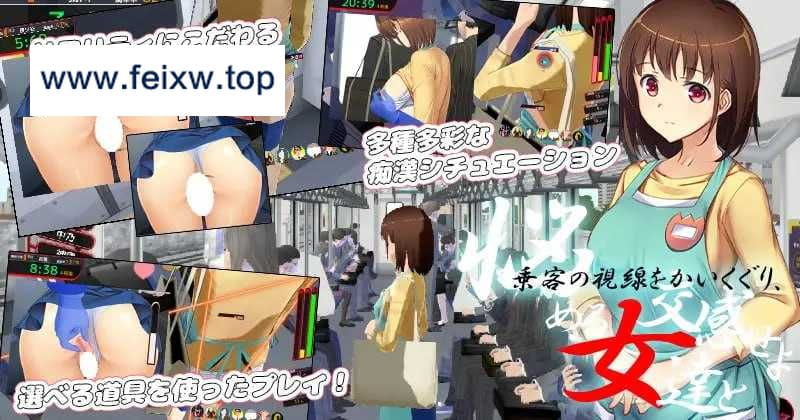 20:39
リアリティにこだわる
www.feixw.top
多種多彩な
痴漢シチュエーション
乗客の視線をかいくぐり、
女
8:38
選べる道具を使ったプレイ！